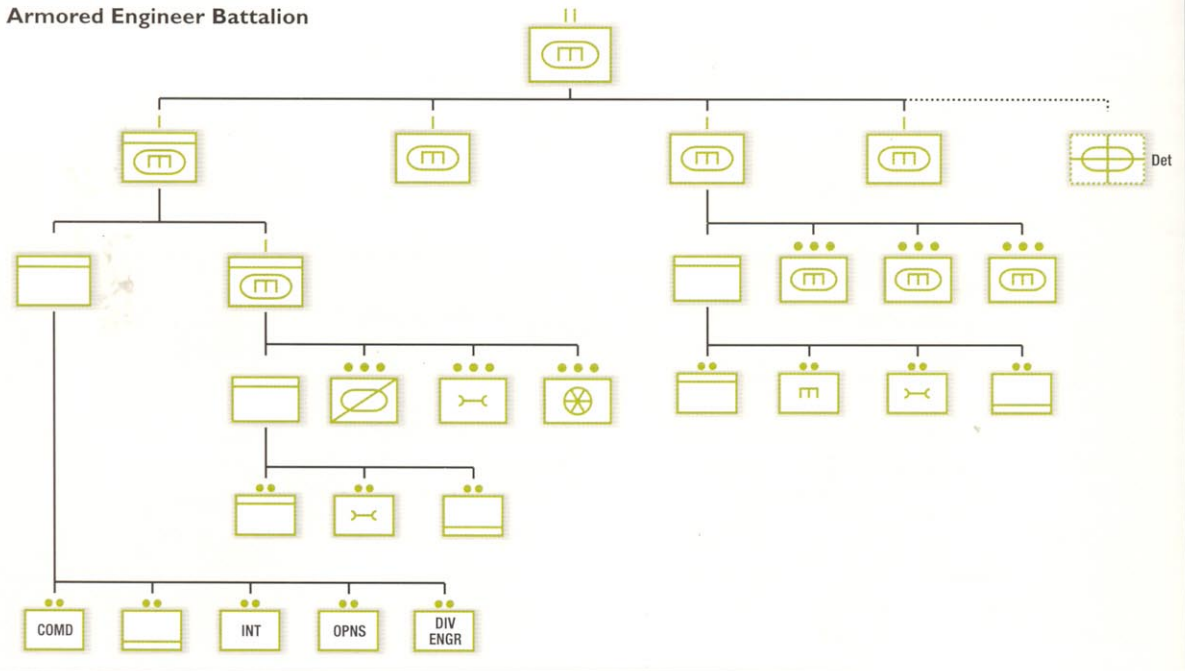 Armored Engineer Battalion
Det
COMD
INT
OPNS
DIV
ENGR